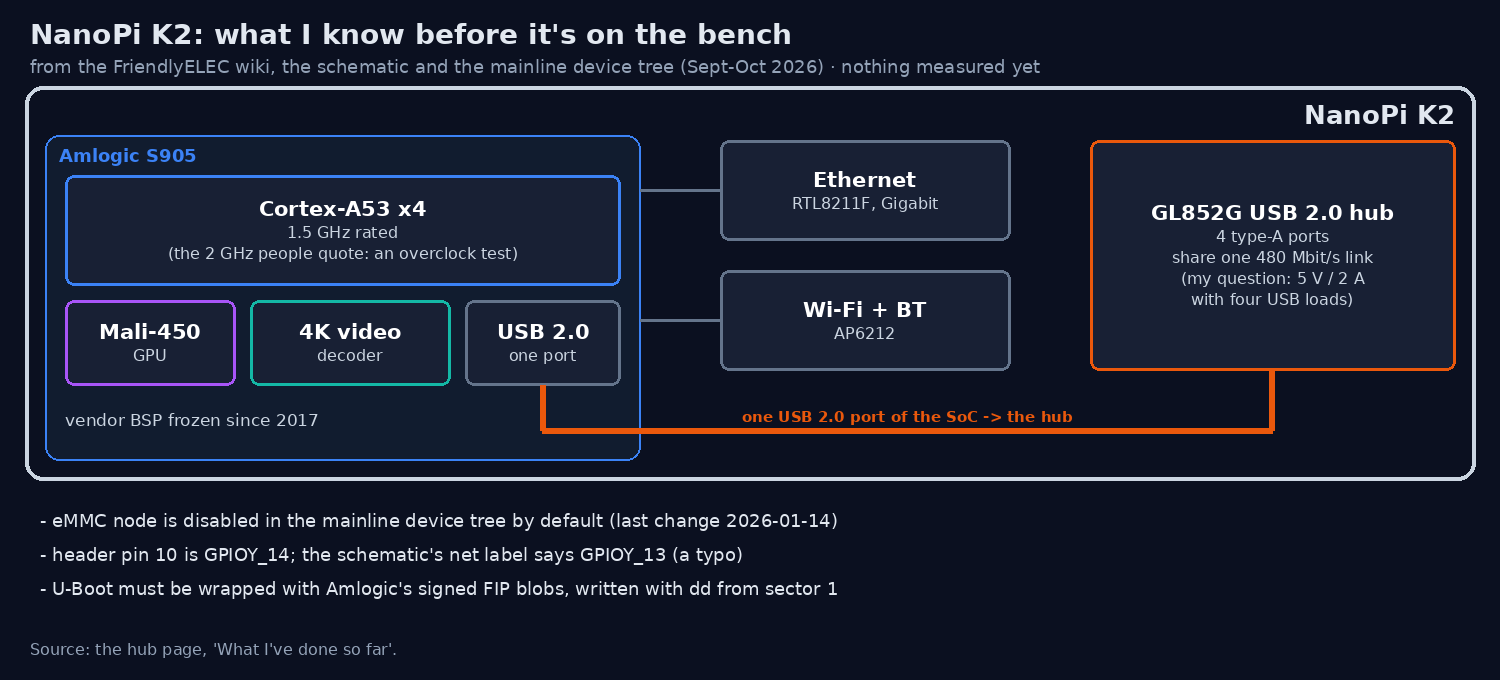 NanoPi K2: what I know before it's on the bench
from the FriendlyELEC wiki, the schematic and the mainline device tree (Sept-Oct 2026) · nothing measured yet
NanoPi K2
Amlogic S905
Cortex-A53 x4
1.5 GHz rated
(the 2 GHz people quote: an overclock test)
Mali-450
GPU
4K video
decoder
USB 2.0
one port
vendor BSP frozen since 2017
Ethernet
RTL8211F, Gigabit
Wi-Fi + BT
AP6212
GL852G USB 2.0 hub
4 type-A ports
share one 480 Mbit/s link
(my question: 5 V / 2 A
with four USB loads)
one USB 2.0 port of the SoC -> the hub
- eMMC node is disabled in the mainline device tree by default (last change 2026-01-14)
- header pin 10 is GPIOY_14; the schematic's net label says GPIOY_13 (a typo)
- U-Boot must be wrapped with Amlogic's signed FIP blobs, written with dd from sector 1
Source: the hub page, 'What I've done so far'.